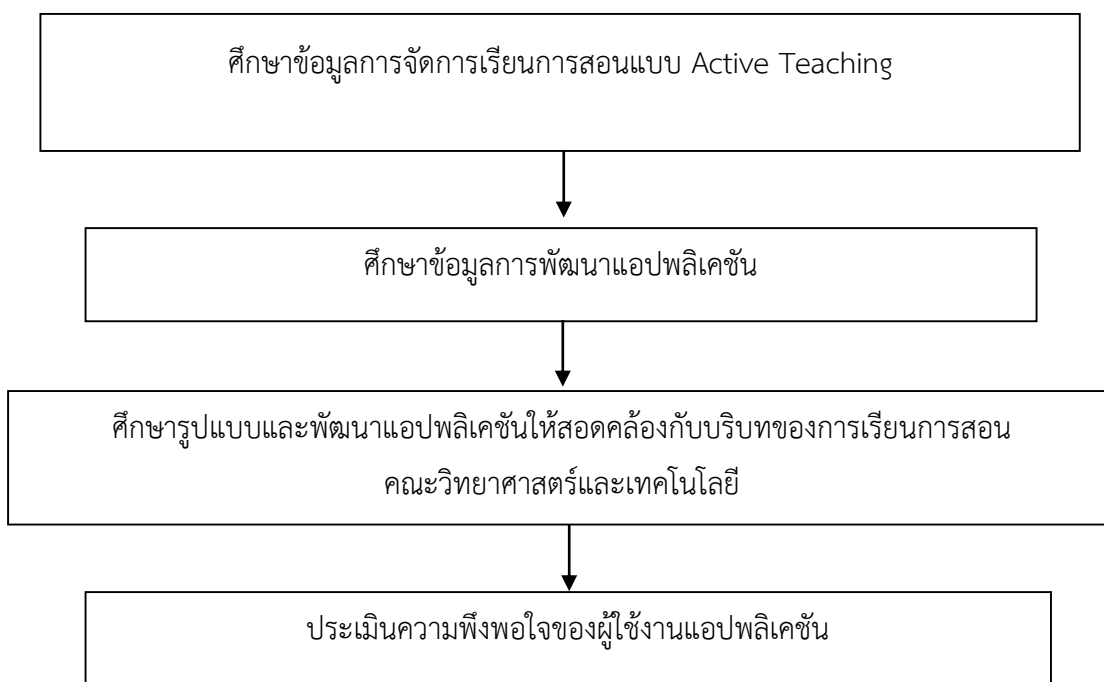 ศึกษาข้อมูลการจัดการเรียนการสอนแบบ Active Teaching
ศึกษาข้อมูลการพัฒนาแอปพลิเคชัน
ศึกษารูปแบบและพัฒนาแอปพลิเคชันให้สอดคล้องกับบริบทของการเรียนการสอน
คณะวิทยาศาสตร์และเทคโนโลยี
ประเมินความพึงพอใจของผู้ใช้งานแอปพลิเคชัน